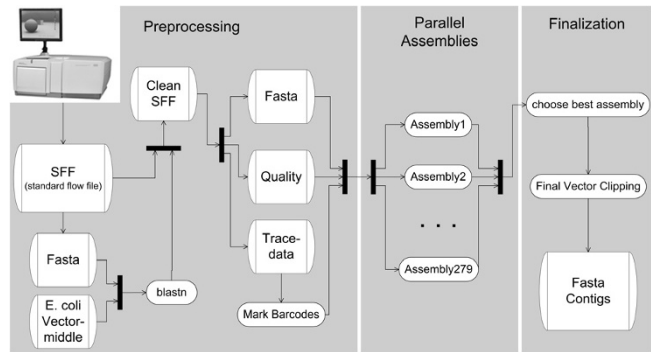 Preprocessing
Parallel
Assemblies
Finalization
Clean
SFF
Fasta
choose best assembly
Assembly1
SFF
(standard flow file)
Quality
Assembly2
Final Vector Clipping
. . .
Fasta
Trace-
data
Assembly279
Fasta
Contigs
E. coli
Vector-
middle
blastn
Mark Barcodes